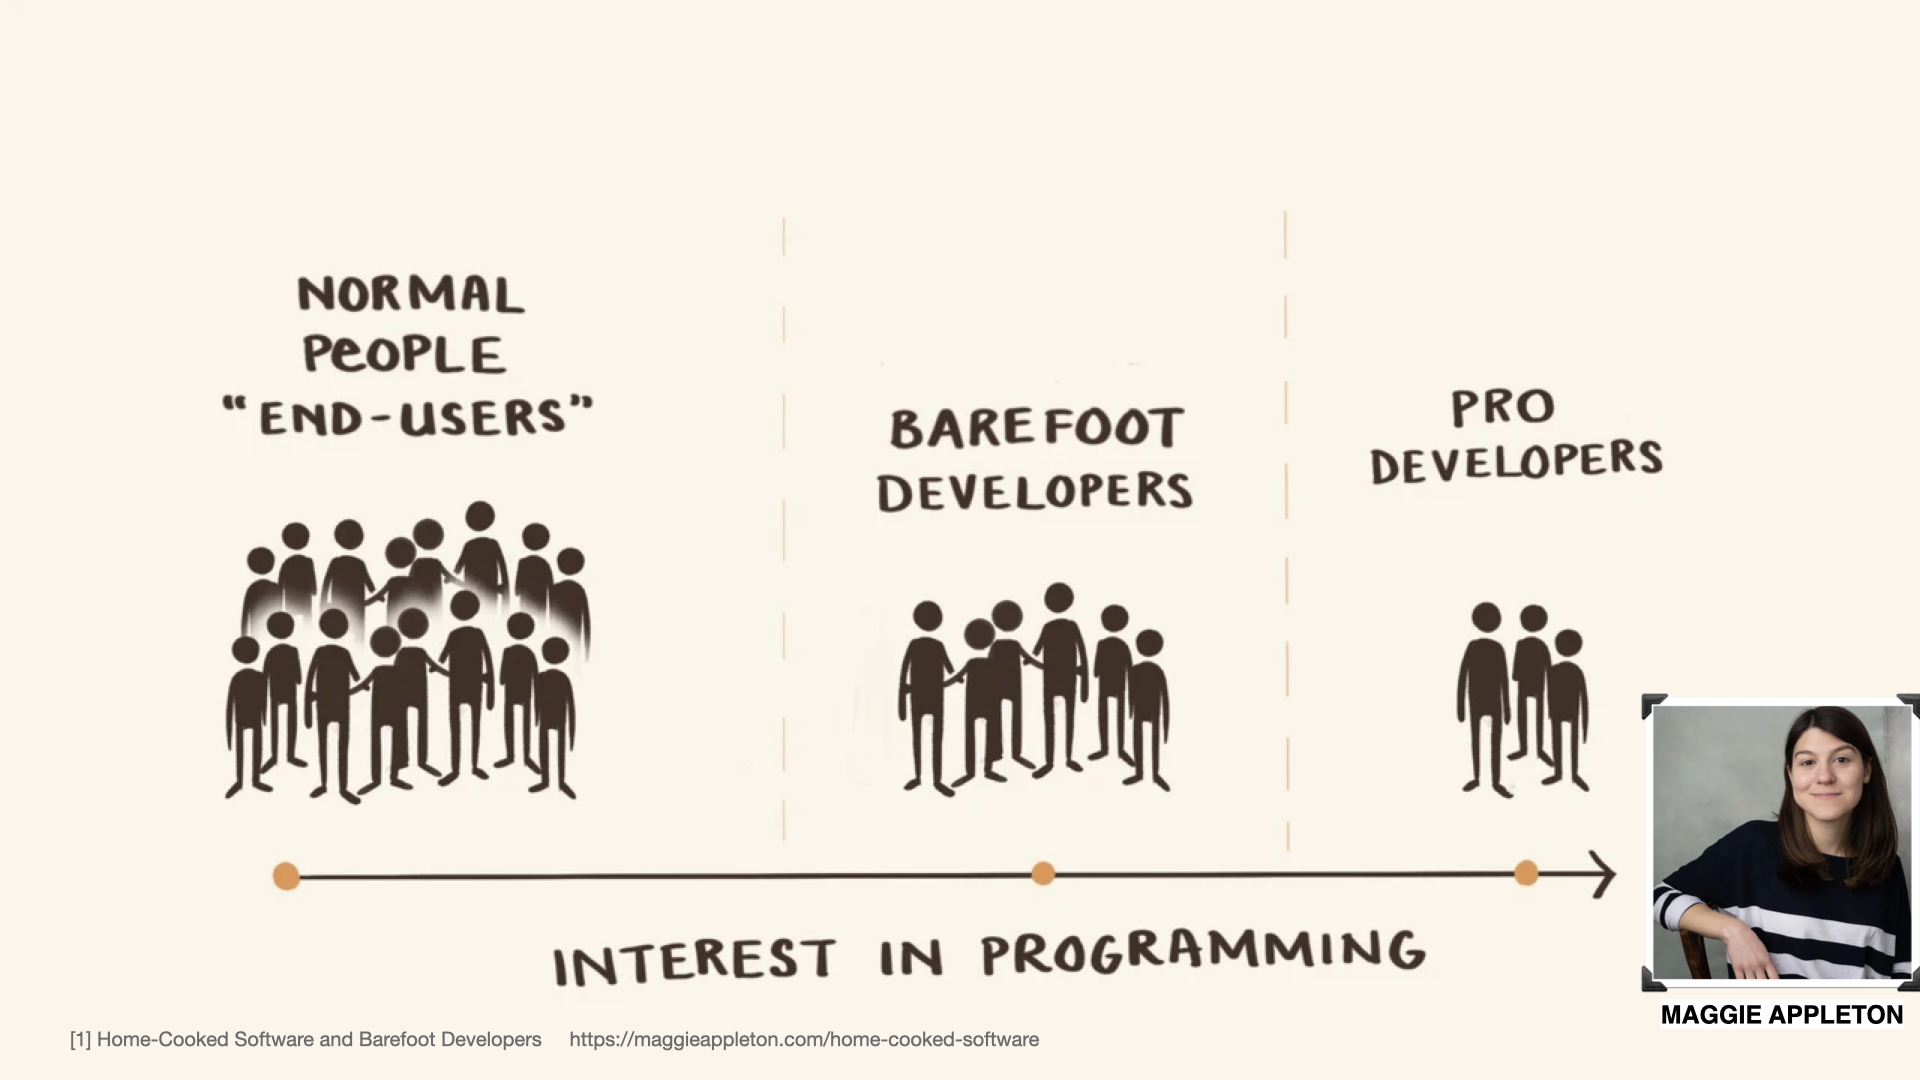 NORMAL
PEOPLE
“END-USERS”
BAREFOOT
DEVELOPERS
PRO
DEVELOPERS
INTEREST IN PROGRAMMING
MAGGIE APPLETON
[1] Home-Cooked Software and Barefoot Developers https://maggieappleton.com/home-cooked-software